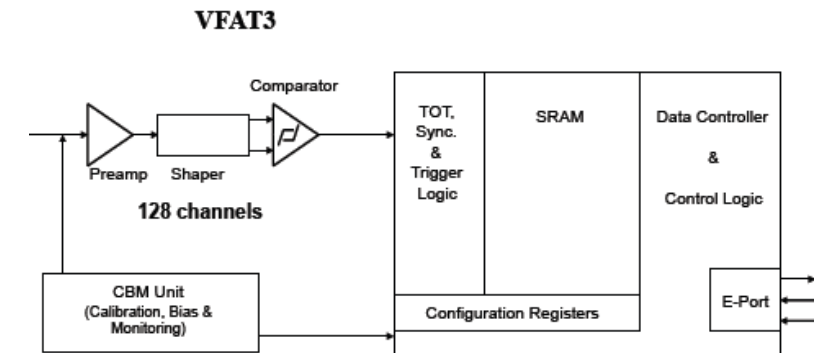 VFAT3
Comparator
Preamp
Shaper
128 channels
TOT,
Sync.
&
Trigger
Logic
SRAM
Data Controller
&
Control Logic
CBM Unit
(Calibration, Bias &
Monitoring)
Configuration Registers
E-Port